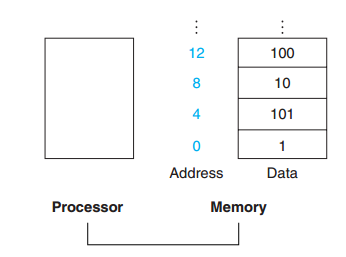 ⋮ ⋮
12 100
8 10
4 101
0 1
Address Data
Processor Memory